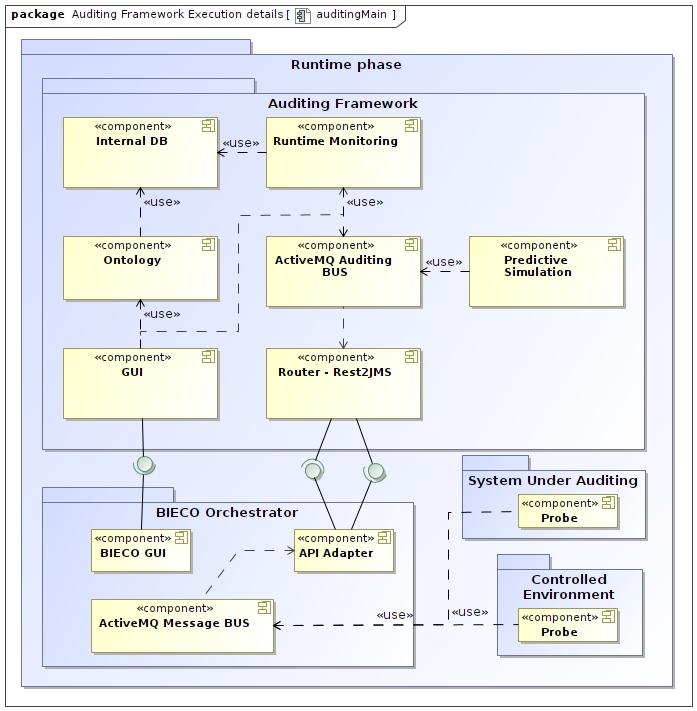 package Auditing Framework Execution details [ auditingMain ]
Runtime phase
Auditing Framework
«component»
Internal DB
«use»
«component»
Runtime Monitoring
«use»
«use»
«component»
Ontology
«component»
ActiveMQ Auditing
BUS
«use»
«component»
Predictive
Simulation
«use»
«component»
GUI
«component»
Router - Rest2JMS
System Under Auditing
«component»
Probe
BIECO Orchestrator
«component»
BIECO GUI
«component»
API Adapter
Controlled
Environment
«component»
ActiveMQ Message BUS
«use»
«use»
«component»
Probe